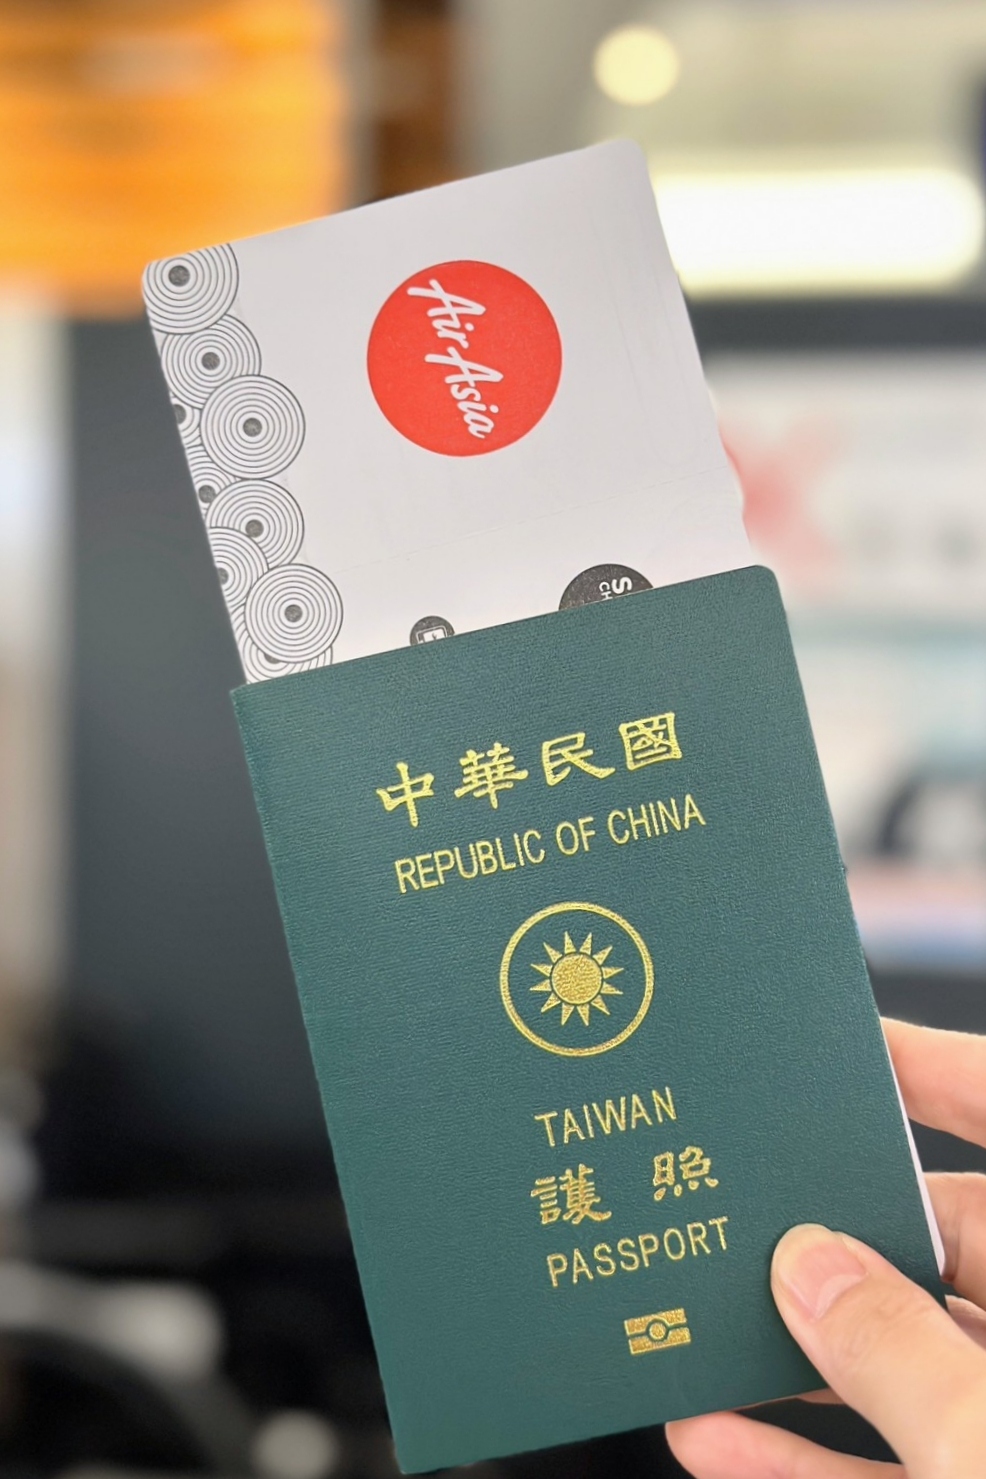 AirAsia
中華民國
REPUBLIC OF CHINA
TAIWAN
護照
PASSPORT